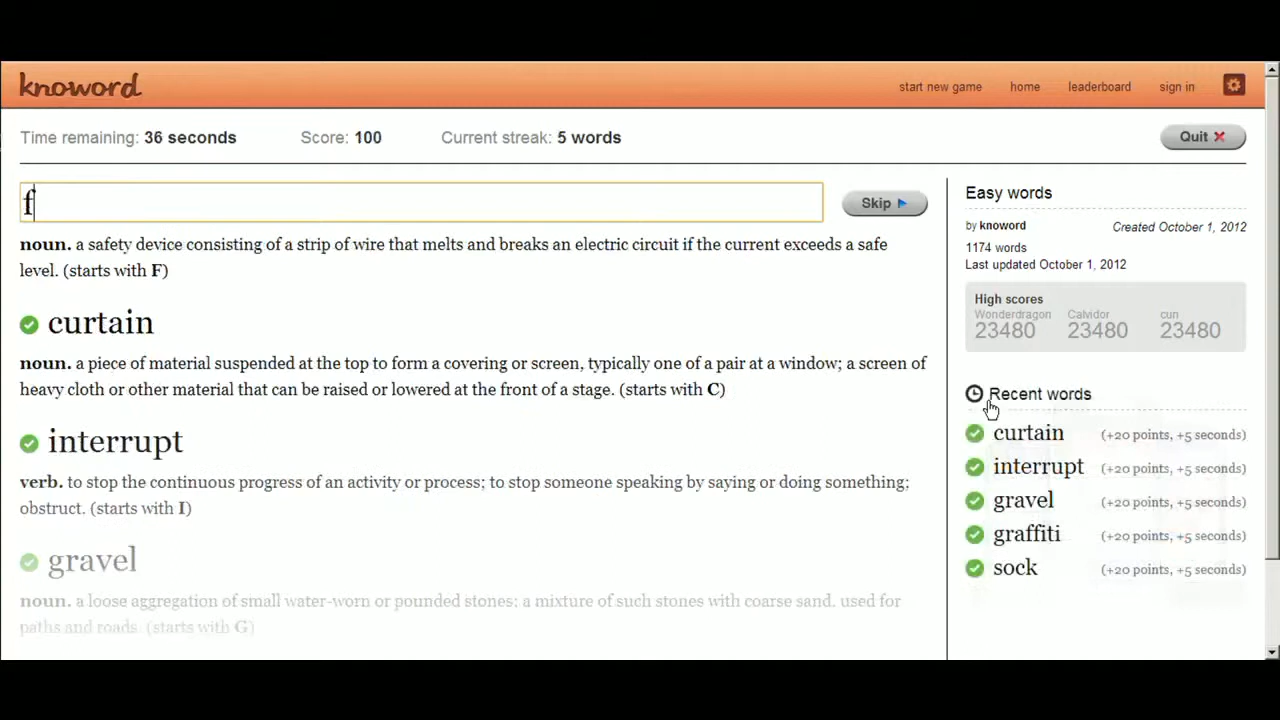 knoword
start new game home leaderboard sign in
Time remaining: 36 seconds Score: 100 Current streak: 5 words Quit
f
Skip
noun. a safety device consisting of a strip of wire that melts and breaks an electric circuit if the current exceeds a safe
level. (starts with F)
curtain
noun. a piece of material suspended at the top to form a covering or screen, typically one of a pair at a window; a screen of
heavy cloth or other material that can be raised or lowered at the front of a stage. (starts with C)
interrupt
verb. to stop the continuous progress of an activity or process; to stop someone speaking by saying or doing something;
obstruct. (starts with I)
gravel
noun. a loose aggregation of small water-worn or pounded stones; a mixture of such stones with coarse sand, used for
paths and roads. (starts with G)
Easy words
by knoword Created October 1, 2012
1174 words
Last updated October 1, 2012
High scores
Wonderdragon Calvidor cun
23480 23480 23480
Recent words
curtain (+20 points, +5 seconds)
interrupt (+20 points, +5 seconds)
gravel (+20 points, +5 seconds)
graffiti (+20 points, +5 seconds)
sock (+20 points, +5 seconds)